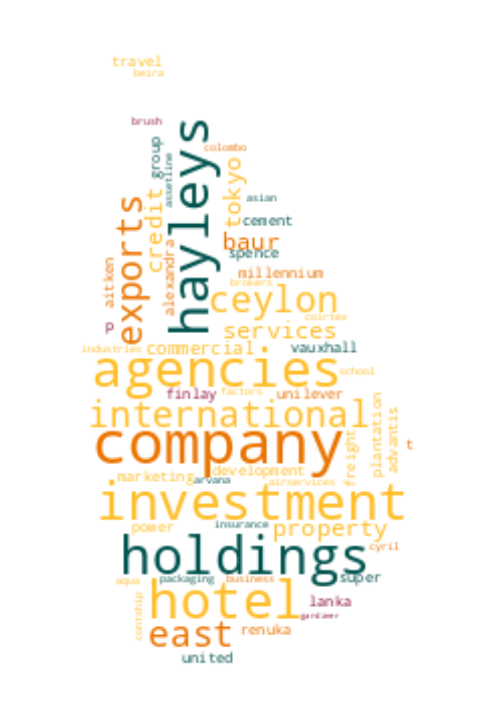 travel
beira
brush
colombo
group
assetline
hayleys
credit
tokyo
asian
cement
exports
baur
spence
alexandra
aitken
millennium
brokers
ceylon
coirtex
p
services
industries
commercial
vauxhall
agencies
school
finlay
factors
unilever
international
plantation
advantis
company
freight
t
development
marketing
arvana
airservices
investment
power
insurance
property
holdings
cyril
aqua
packaging
business
super
hotel
contship
lanka
gardiner
east
renuka
united